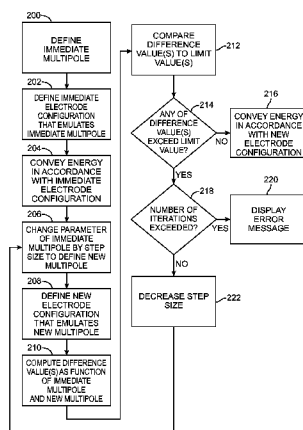 200
DEFINE
IMMEDIATE
MULTIPOLE
202
DEFINE IMMEDIATE
ELECTRODE
CONFIGURATION
THAT EMULATES
IMMEDIATE MULTIPOLE
204
CONVEY ENERGY IN
ACCORDANCE
WITH IMMEDIATE
ELECTRODE
CONFIGURATION
206
CHANGE PARAMETER
OF IMMEDIATE
MULTIPOLE BY STEP
SIZE TO DEFINE NEW
MULTIPOLE
208
DEFINE NEW
ELECTRODE
CONFIGURATION
THAT EMULATES
NEW MULTIPOLE
210
COMPUTE DIFFERENCE
VALUE(S) AS FUNCTION
OF IMMEDIATE
MULTIPOLE
AND NEW MULTIPOLE
212
COMPARE
DIFFERENCE
VALUE(S) TO LIMIT
VALUE(S)
214
ANY OF
DIFFERENCE
VALUE(S)
EXCEED LIMIT
VALUE?
NO
YES
216
CONVEY ENERGY
IN ACCORDANCE
WITH NEW
ELECTRODE
CONFIGURATION
218
NUMBER OF
ITERATIONS
EXCEEDED?
YES
NO
220
DISPLAY
ERROR
MESSAGE
DECREASE STEP
SIZE
222